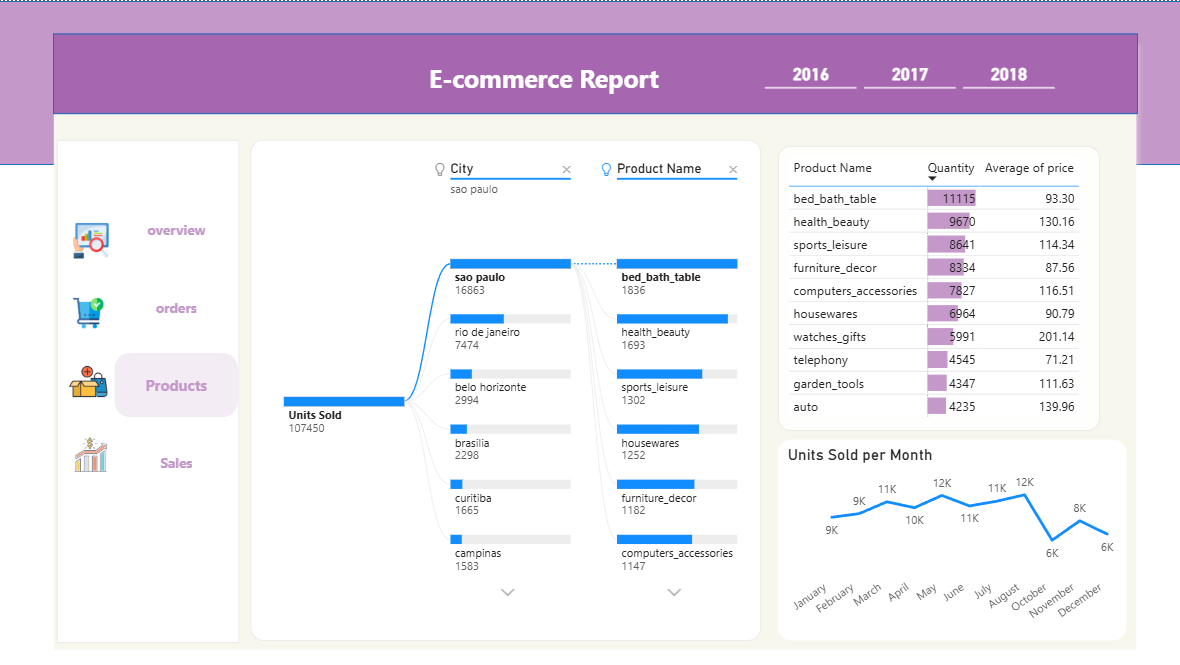 E-commerce Report
2016 2017 2018
overview
orders
Products
Sales
City
sao paulo
Product Name
Units Sold
107450
sao paulo
16863
rio de janeiro
7474
belo horizonte
2994
brasilia
2298
curitiba
1665
campinas
1583
bed_bath_table
1836
health_beauty
1693
sports_leisure
1302
housewares
1252
furniture_decor
1182
computers_accessories
1147
Product Name Quantity Average of price
bed_bath_table 11115 93.30
health_beauty 9670 130.16
sports_leisure 8641 114.34
furniture_decor 8334 87.56
computers_accessories 7827 116.51
housewares 6964 90.79
watches_gifts 5991 201.14
telephony 4545 71.21
garden_tools 4347 111.63
auto 4235 139.96
Units Sold per Month
9K 9K 11K 10K 12K 11K 11K 12K 6K 8K 6K
January February March April May June July August October November December